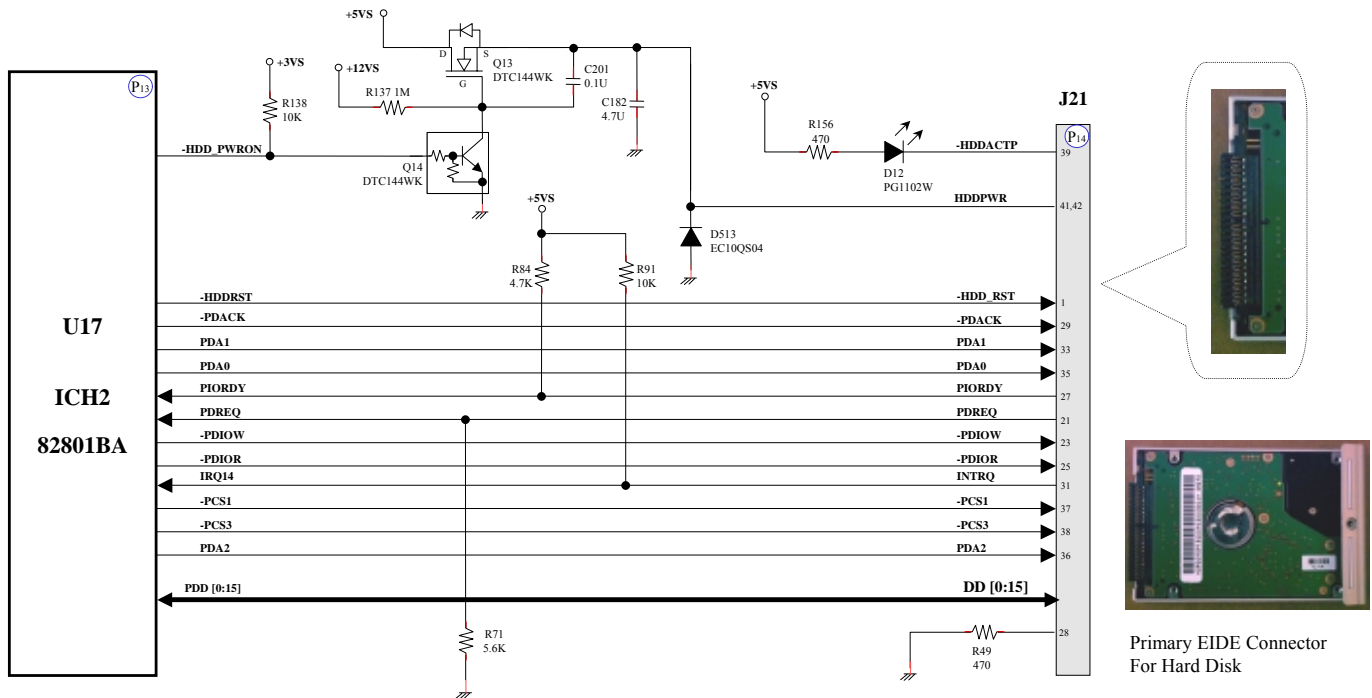 +5VS
D
S
G
Q13
DTC144WK
+3VS
+12VS
R137 1M
C201
0.1U
C182
4.7U
P13
R138
10K
+5VS
J21
P14
R156
470
-HDD_PWRON
-HDDACTP
39
Q14
DTC144WK
D12
PG1102W
+5VS
HDDPWR
41,42
D513
EC10QS04
R84
4.7K
R91
10K
-HDDRST
-HDD_RST
1
U17
-PDACK
-PDACK
29
PDA1
PDA1
33
PDA0
PDA0
35
ICH2
PIORDY
PIORDY
27
PDREQ
PDREQ
21
82801BA
-PDIOW
-PDIOW
23
-PDIOR
-PDIOR
25
IRQ14
INTRQ
31
-PCS1
-PCS1
37
-PCS3
-PCS3
38
PDA2
PDA2
36
PDD [0:15]
DD [0:15]
R71
5.6K
28
R49
470
Primary EIDE Connector
For Hard Disk